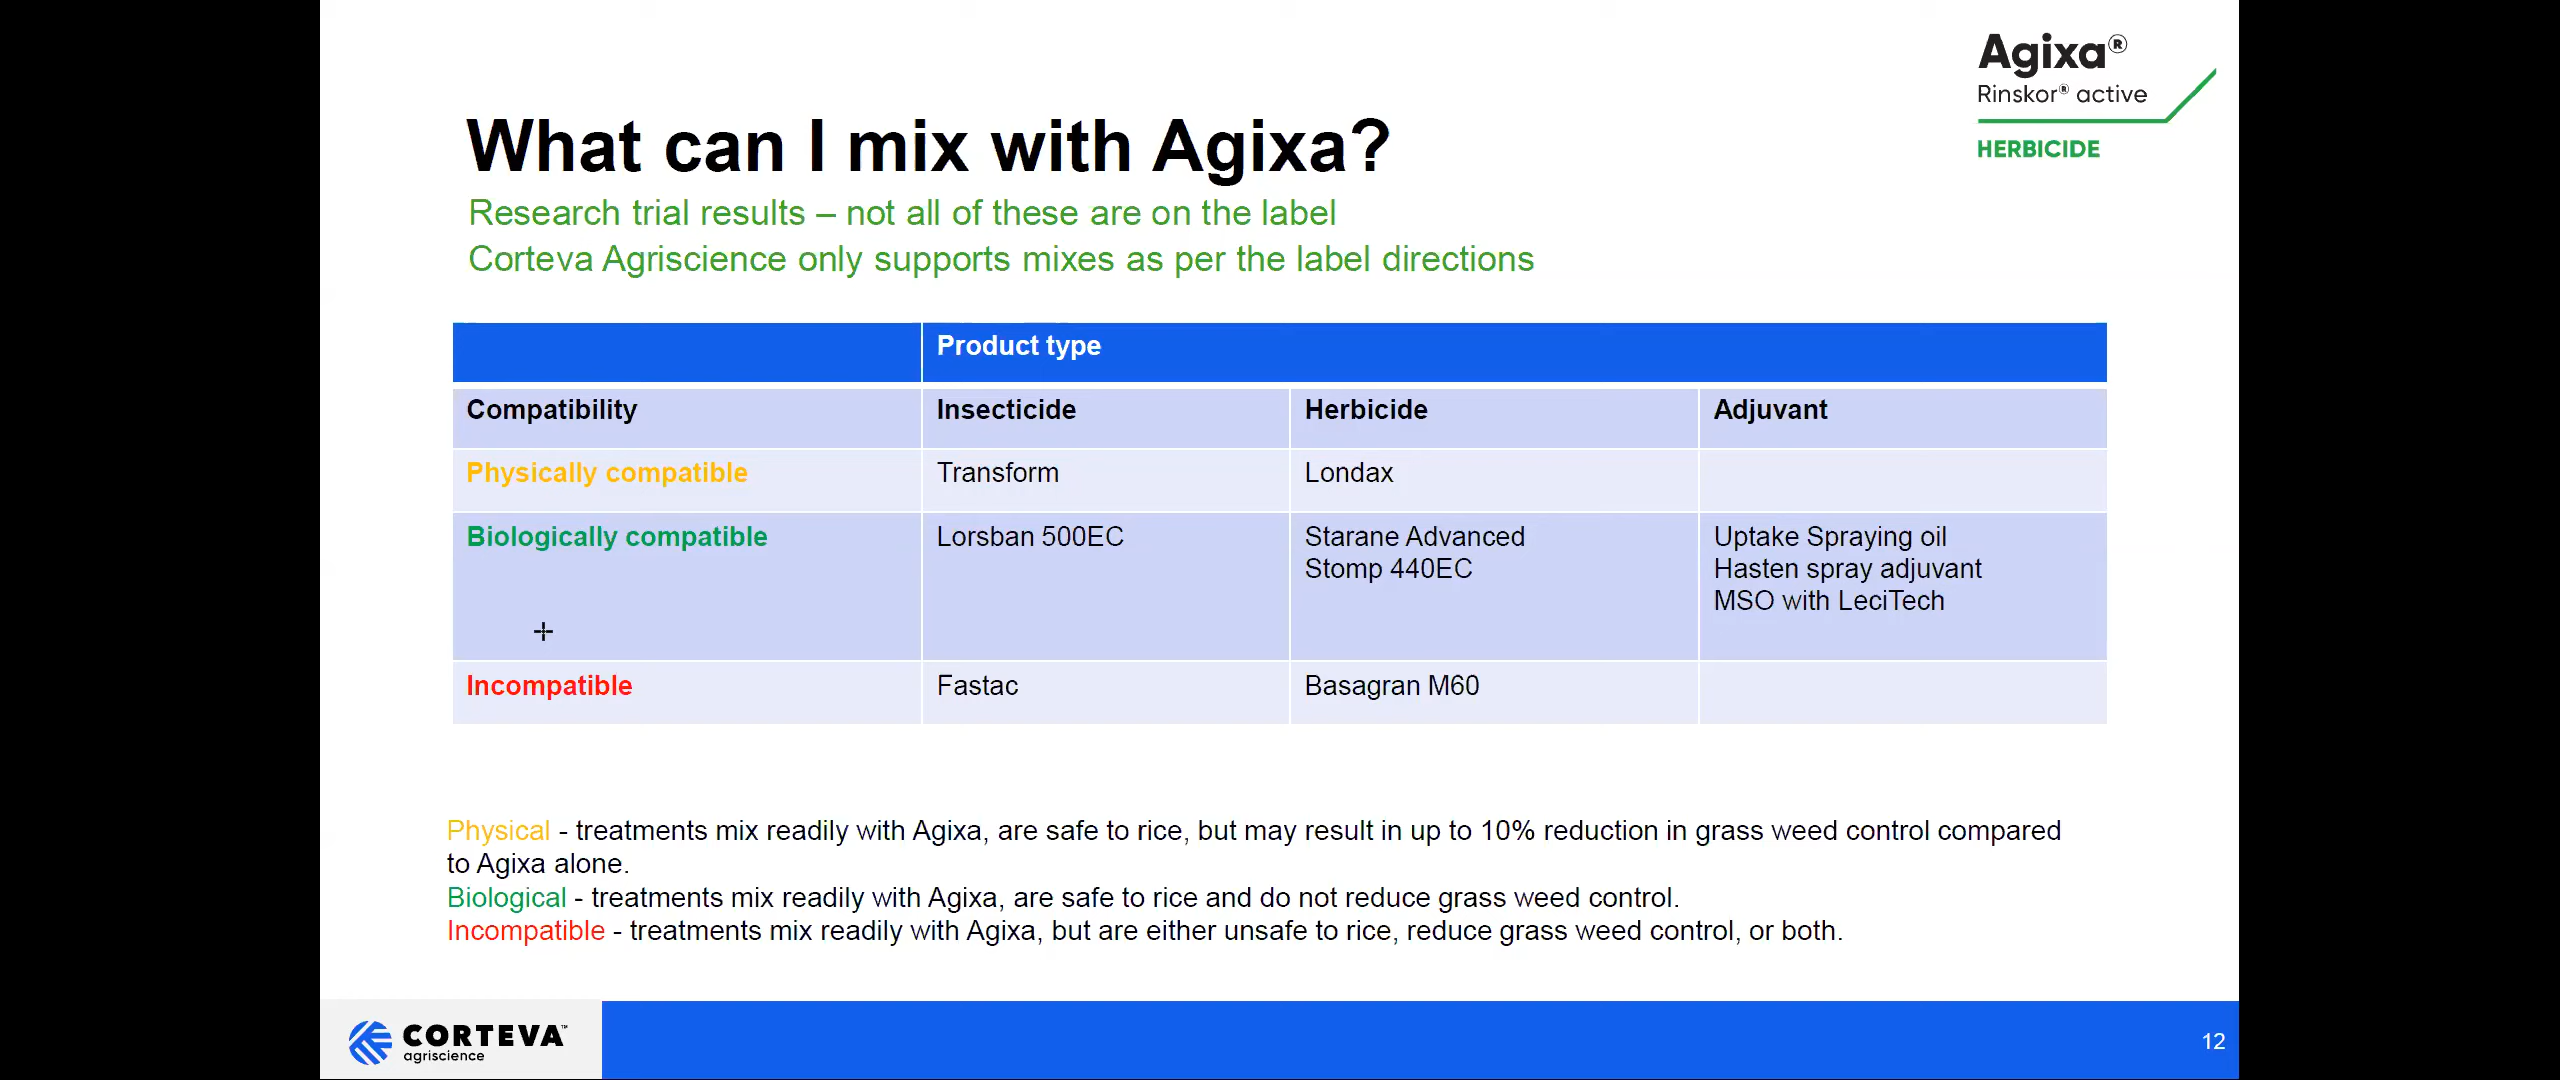 Agixa®
Rinskor® active
HERBICIDE
What can I mix with Agixa?
Research trial results – not all of these are on the label
Corteva Agriscience only supports mixes as per the label directions
Product type
Compatibility Insecticide Herbicide Adjuvant
Physically compatible Transform Londax
Biologically compatible Lorsban 500EC Starane Advanced Uptake Spraying oil
Stomp 440EC Hasten spray adjuvant
MSO with LeciTech
Incompatible Fastac Basagran M60
Physical - treatments mix readily with Agixa, are safe to rice, but may result in up to 10% reduction in grass weed control compared
to Agixa alone.
Biological - treatments mix readily with Agixa, are safe to rice and do not reduce grass weed control.
Incompatible - treatments mix readily with Agixa, but are either unsafe to rice, reduce grass weed control, or both.
CORTEVA™
agriscience
12